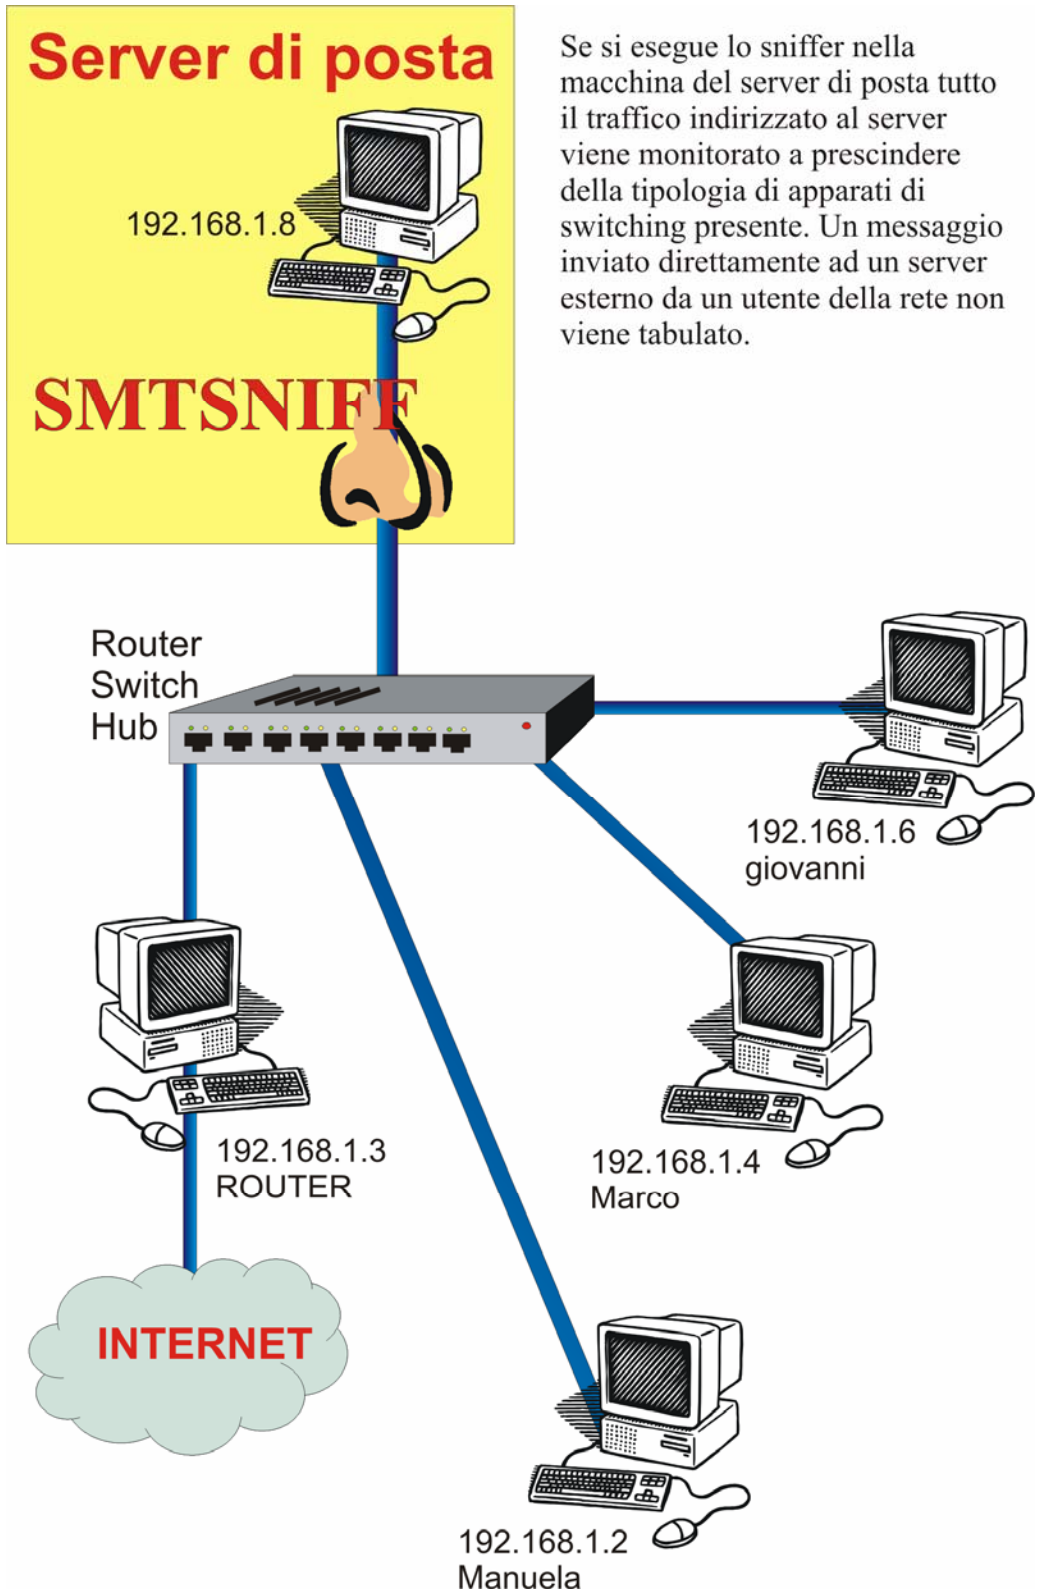 Server di posta
192.168.1.8
SMTSNIFF
Se si esegue lo sniffer nella
macchina del server di posta tutto
il traffico indirizzato al server
viene monitorato a prescindere
della tipologia di apparati di
switching presente. Un messaggio
inviato direttamente ad un server
esterno da un utente della rete non
viene tabulato.
Router
Switch
Hub
192.168.1.6
giovanni
192.168.1.3
ROUTER
192.168.1.4
Marco
INTERNET
192.168.1.2
Manuela